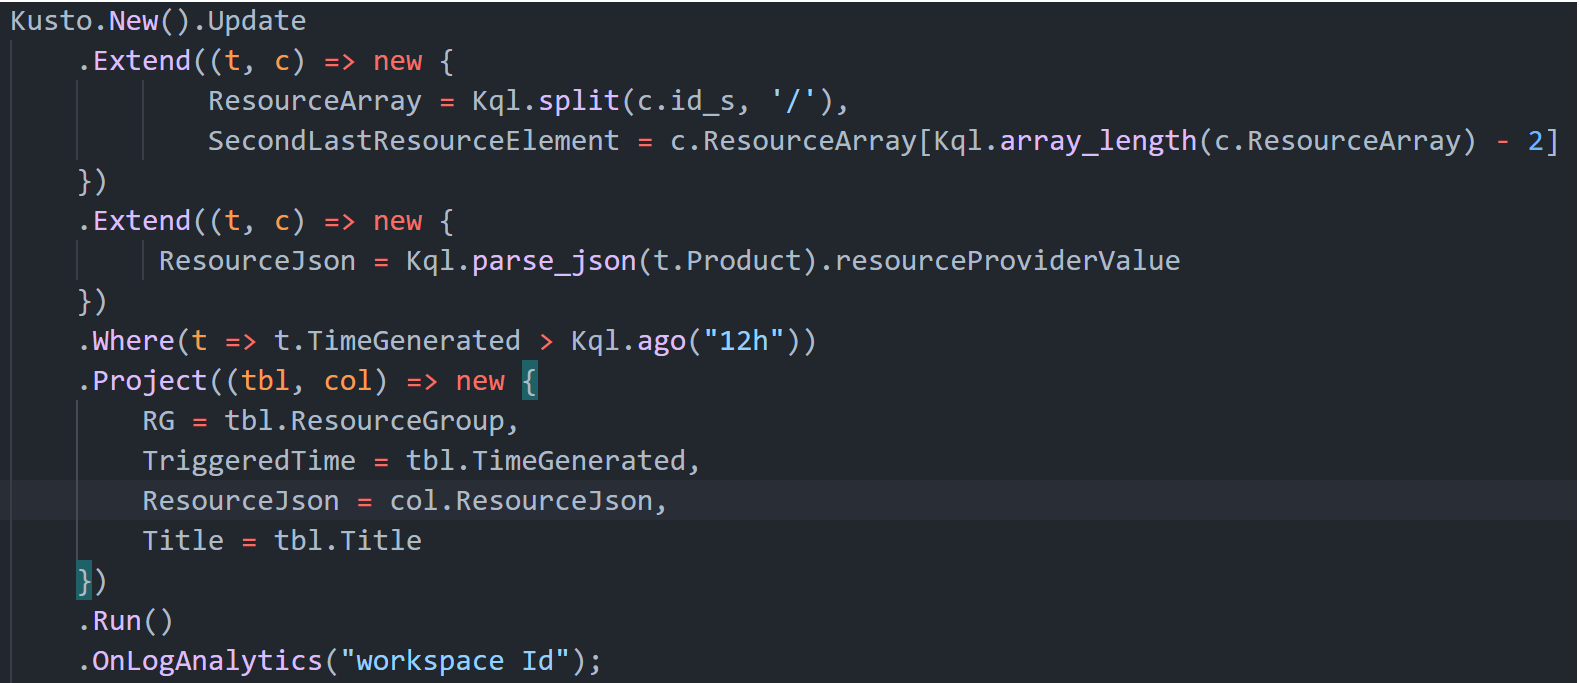 Kusto.New().Update
.Extend((t, c) => new {
ResourceArray = Kql.split(c.id_s, '/'),
SecondLastResourceElement = c.ResourceArray[Kql.array_length(c.ResourceArray) - 2]
})
.Extend((t, c) => new {
ResourceJson = Kql.parse_json(t.Product).resourceProviderValue
})
.Where(t => t.TimeGenerated > Kql.ago("12h"))
.Project((tbl, col) => new {
RG = tbl.ResourceGroup,
TriggeredTime = tbl.TimeGenerated,
ResourceJson = col.ResourceJson,
Title = tbl.Title
})
.Run()
.OnLogAnalytics("workspace Id");